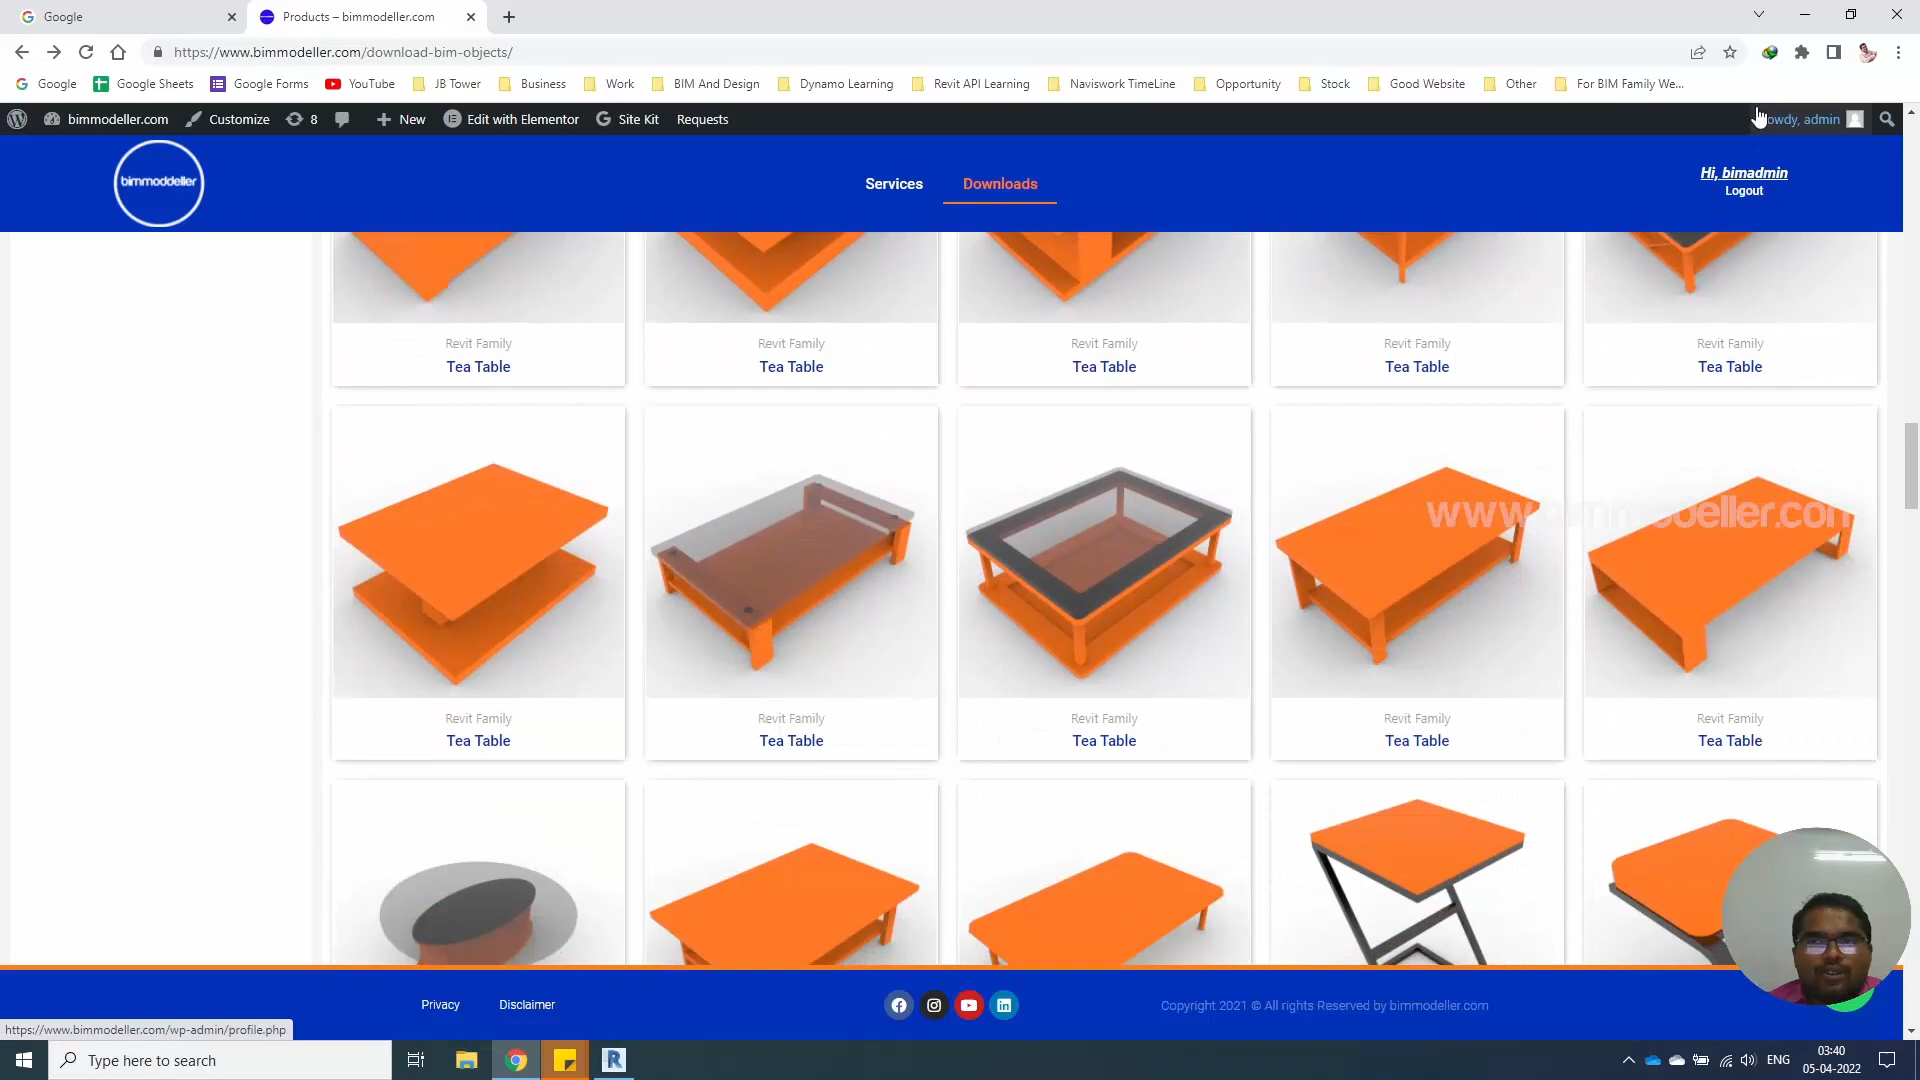 Google
Products – bimmodeller.com
https://www.bimmodeller.com/download-bim-objects/
Google
Google Sheets
Google Forms
YouTube
JB Tower
Business
Work
BIM And Design
Dynamo Learning
Revit API Learning
Naviswork TimeLine
Opportunity
Stock
Good Website
Other
For BIM Family We...
bimmodeller.com
Customize
8
New
Edit with Elementor
Site Kit
Requests
owdy, admin
bimmoddeller
Services
Downloads
Hi, bimadmin
Logout
Revit Family
Tea Table
Revit Family
Tea Table
Revit Family
Tea Table
Revit Family
Tea Table
Revit Family
Tea Table
www.bimmodeller.com
Revit Family
Tea Table
Revit Family
Tea Table
Revit Family
Tea Table
Revit Family
Tea Table
Revit Family
Tea Table
Privacy
Disclaimer
Copyright 2021 © All rights Reserved by bimmodeller.com
https://www.bimmodeller.com/wp-admin/profile.php
Type here to search
R
ENG
03:40
05-04-2022